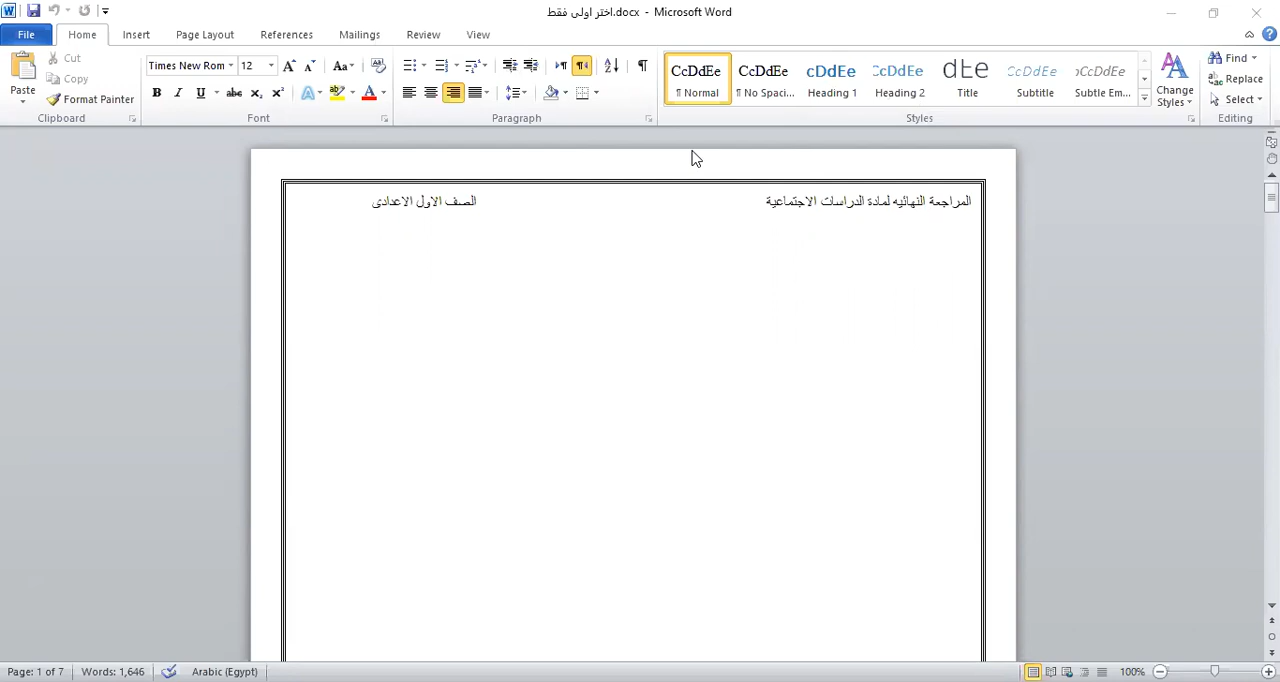 اختر اولى فقط.docx - Microsoft Word
File Home Insert Page Layout References Mailings Review View
Paste
Cut
Copy
Format Painter
Clipboard
Times New Rom 12
Font
Paragraph
CcDdEe CcDdEe cDdEe CcDdEe dte CcDdEe oCcDdEe
¶ Normal ¶ No Spaci... Heading 1 Heading 2 Title Subtitle Subtle Em...
Styles
Change
Styles
Find
Replace
Select
Editing
المراجعة النهائيه لمادة الدراسات الاجتماعية الصف الاول الاعدادى
Page: 1 of 7 Words: 1,646 Arabic (Egypt) 100%